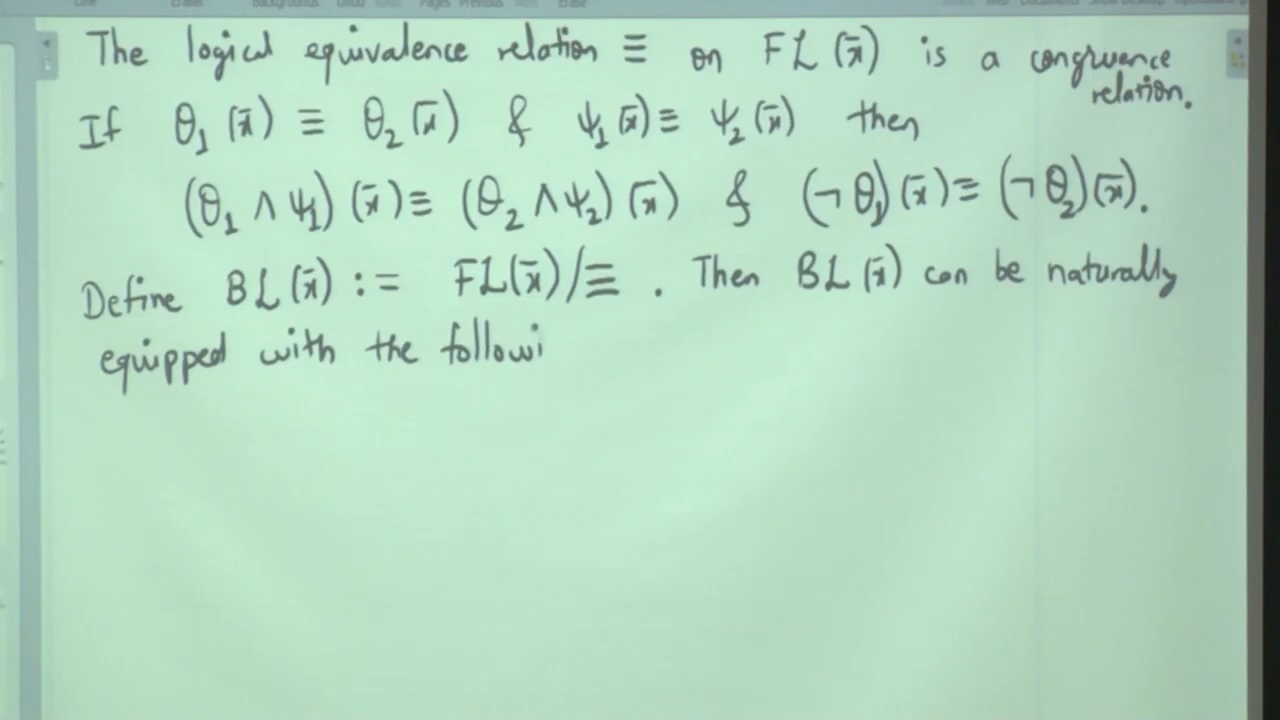 The logical equivalence relation ≡ on FL(x̄) is a congruence relation.
If θ₁(x̄) ≡ θ₂(x̄) & ψ₁(x̄) ≡ ψ₂(x̄) then
(θ₁ ∧ ψ₁)(x̄) ≡ (θ₂ ∧ ψ₂)(x̄) & (¬θ₁)(x̄) ≡ (¬θ₂)(x̄).
Define BL(x̄) := FL(x̄)/≡ . Then BL(x̄) can be naturally
equipped with the followi